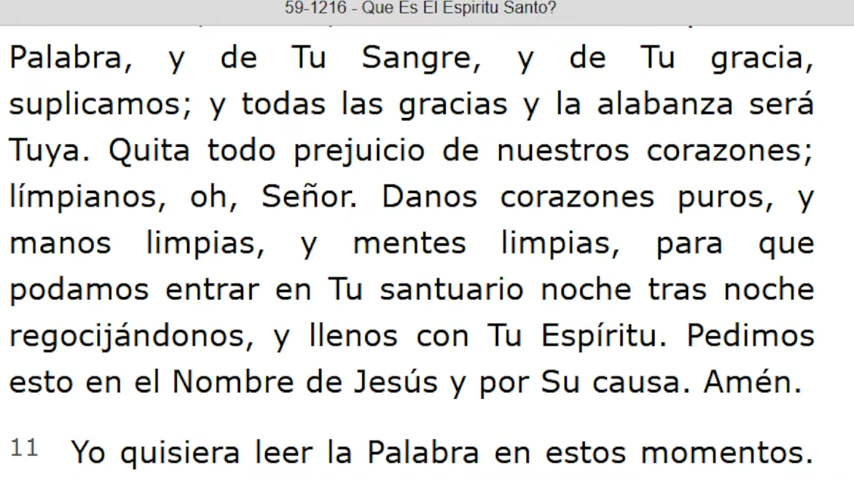 59-1216 - Que Es El Espiritu Santo?
Palabra, y de Tu Sangre, y de Tu gracia,
suplicamos; y todas las gracias y la alabanza será
Tuya. Quita todo prejuicio de nuestros corazones;
límpianos, oh, Señor. Danos corazones puros, y
manos limpias, y mentes limpias, para que
podamos entrar en Tu santuario noche tras noche
regocijándonos, y llenos con Tu Espíritu. Pedimos
esto en el Nombre de Jesús y por Su causa. Amén.
11 Yo quisiera leer la Palabra en estos momentos.